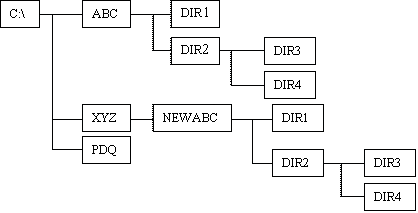 C:\ ABC DIR1
DIR2 DIR3
DIR4
XYZ NEWABC DIR1
PDQ DIR2 DIR3
DIR4